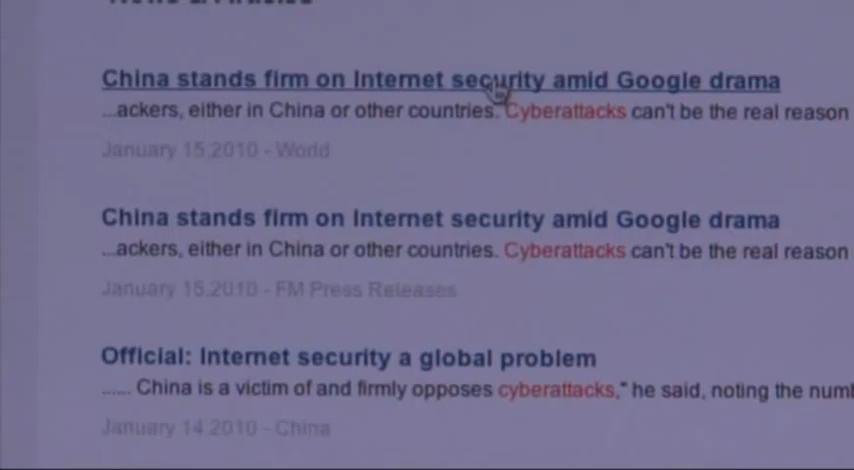 China stands firm on Internet security amid Google drama
...ackers, either in China or other countries. Cyberattacks can't be the real reason
January 15,2010 - World
China stands firm on Internet security amid Google drama
...ackers, either in China or other countries. Cyberattacks can't be the real reason
January 15,2010 - FM Press Releases
Official: Internet security a global problem
...... China is a victim of and firmly opposes cyberattacks," he said, noting the num
January 14 2010 - China